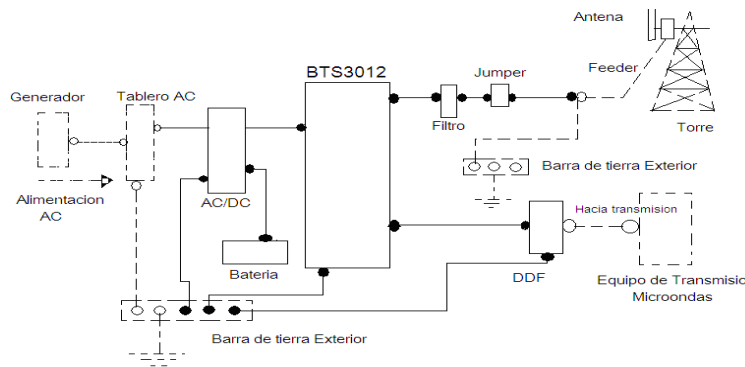 Antena
BTS3012
Jumper
Feeder
Generador
Tablero AC
Filtro
Torre
Barra de tierra Exterior
Alimentacion
AC
AC/DC
Hacia transmision
Bateria
DDF
Equipo de Transmisio
Microondas
Barra de tierra Exterior